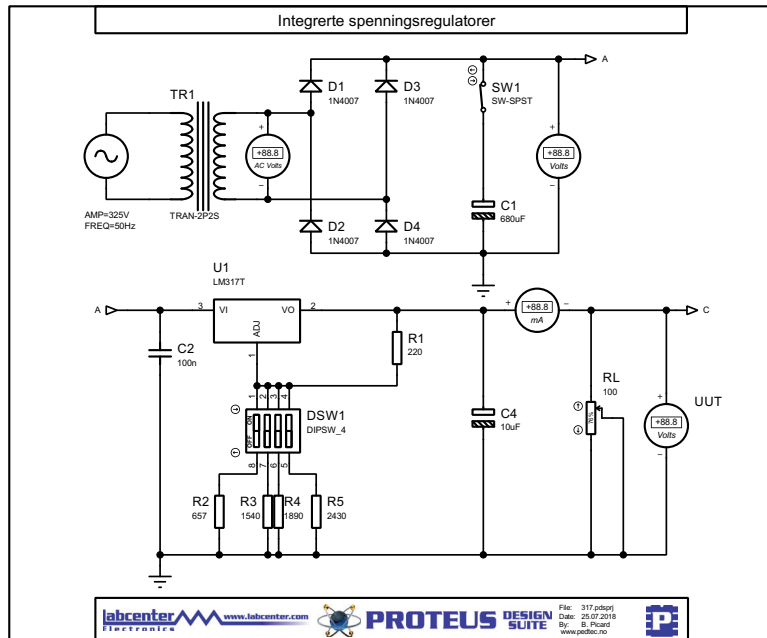 Integrerte spenningsregulatorer
A
D1
1N4007
D3
1N4007
SW1
SW-SPST
TR1
+
+88.8
AC Volts
−
+
+88.8
Volts
−
AMP=325V
FREQ=50Hz
TRAN-2P2S
D2
1N4007
D4
1N4007
C1
680uF
U1
LM317T
A
3
VI
VO
2
ADJ
1
+
+88.8
mA
−
C
C2
100n
R1
220
1
2
3
4
ON
OFF
DSW1
DIPSW_4
8
7
6
5
C4
10uF
RL
100
UUT
+
+88.8
Volts
−
R2
657
R3
1540
R4
1890
R5
2430
labcenter
Electronics
www.labcenter.com
PROTEUS DESIGN SUITE
File: 317.pdsprj
Date: 25.07.2018
By: B. Picard
www.pedtec.no
P